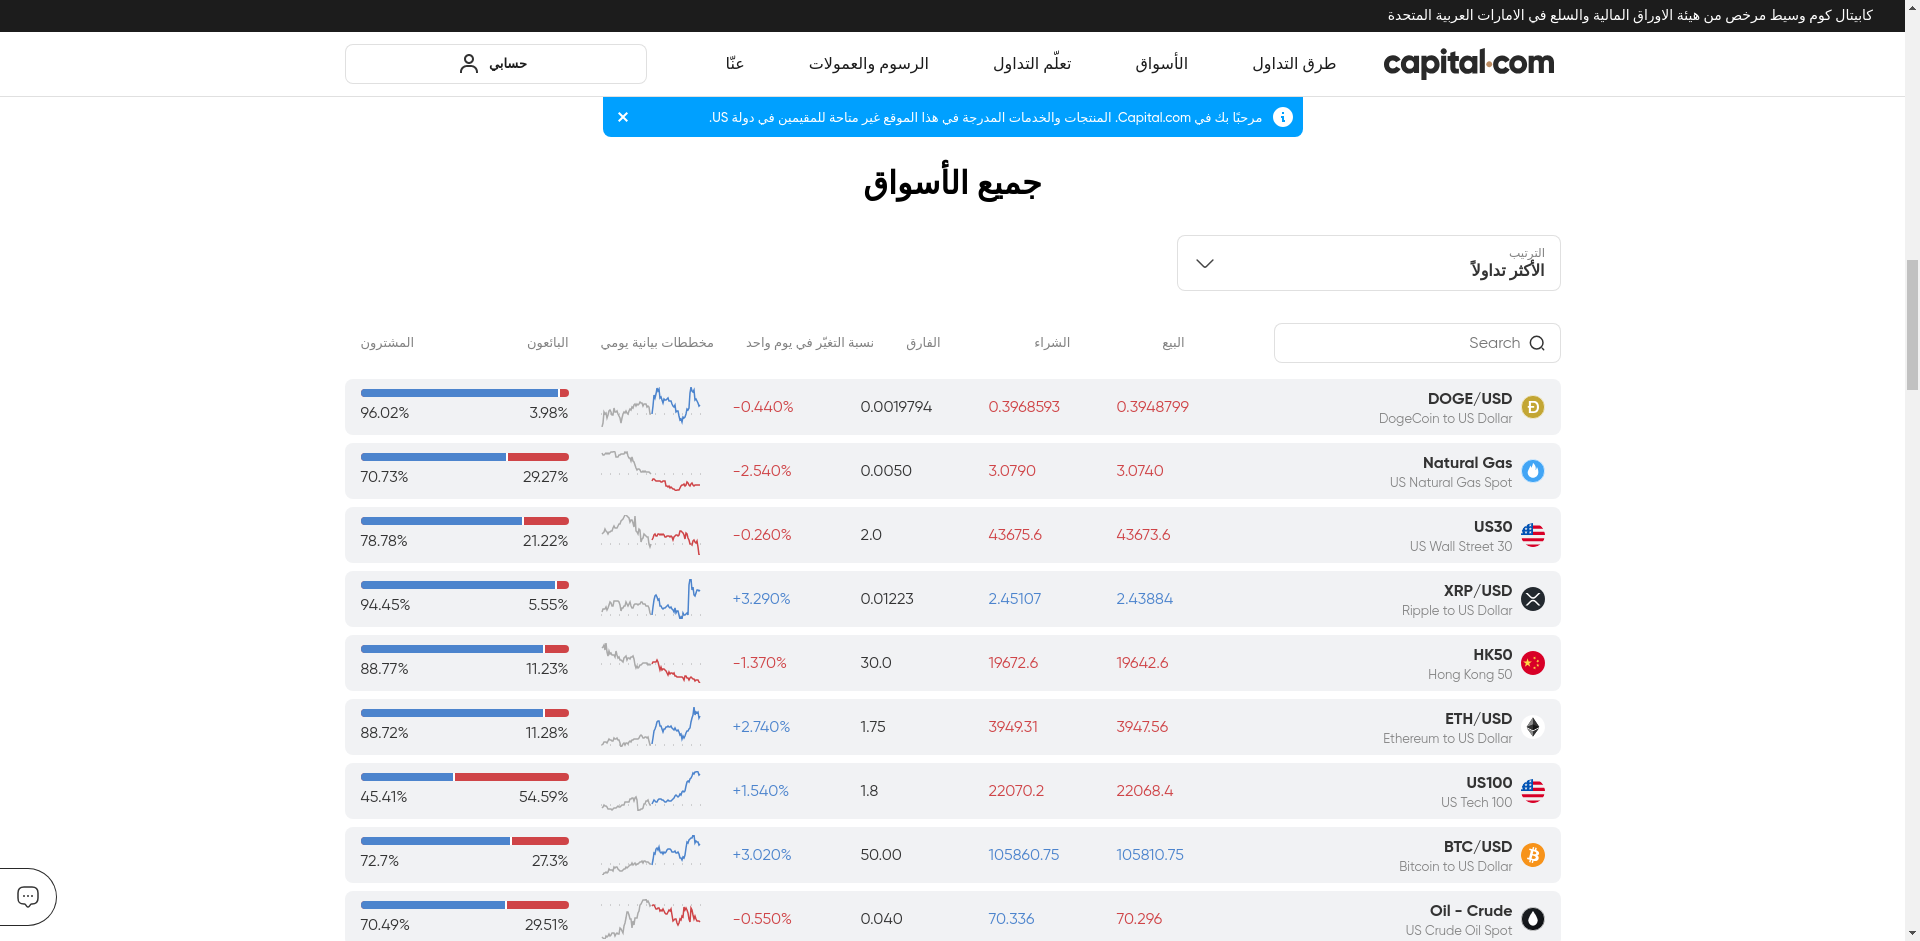 كابيتال كوم وسيط مرخص من هيئة الاوراق المالية والسلع في الامارات العربية المتحدة
capital.com
طرق التداول
الأسواق
تعلّم التداول
الرسوم والعمولات
عنّا
حسابي
مرحبًا بك في Capital.com. المنتجات والخدمات المدرجة في هذا الموقع غير متاحة للمقيمين في دولة US.
جميع الأسواق
الترتيب
الأكثر تداولاً
Search
البيع
الشراء
الفارق
نسبة التغيّر في يوم واحد
مخططات بيانية يومي
البائعون
المشترون
DOGE/USD
DogeCoin to US Dollar
0.3948799
0.3968593
0.0019794
-0.440%
3.98%
96.02%
Natural Gas
US Natural Gas Spot
3.0740
3.0790
0.0050
-2.540%
29.27%
70.73%
US30
US Wall Street 30
43673.6
43675.6
2.0
-0.260%
21.22%
78.78%
XRP/USD
Ripple to US Dollar
2.43884
2.45107
0.01223
+3.290%
5.55%
94.45%
HK50
Hong Kong 50
19642.6
19672.6
30.0
-1.370%
11.23%
88.77%
ETH/USD
Ethereum to US Dollar
3947.56
3949.31
1.75
+2.740%
11.28%
88.72%
US100
US Tech 100
22068.4
22070.2
1.8
+1.540%
54.59%
45.41%
BTC/USD
Bitcoin to US Dollar
105810.75
105860.75
50.00
+3.020%
27.3%
72.7%
Oil - Crude
US Crude Oil Spot
70.296
70.336
0.040
-0.550%
29.51%
70.49%